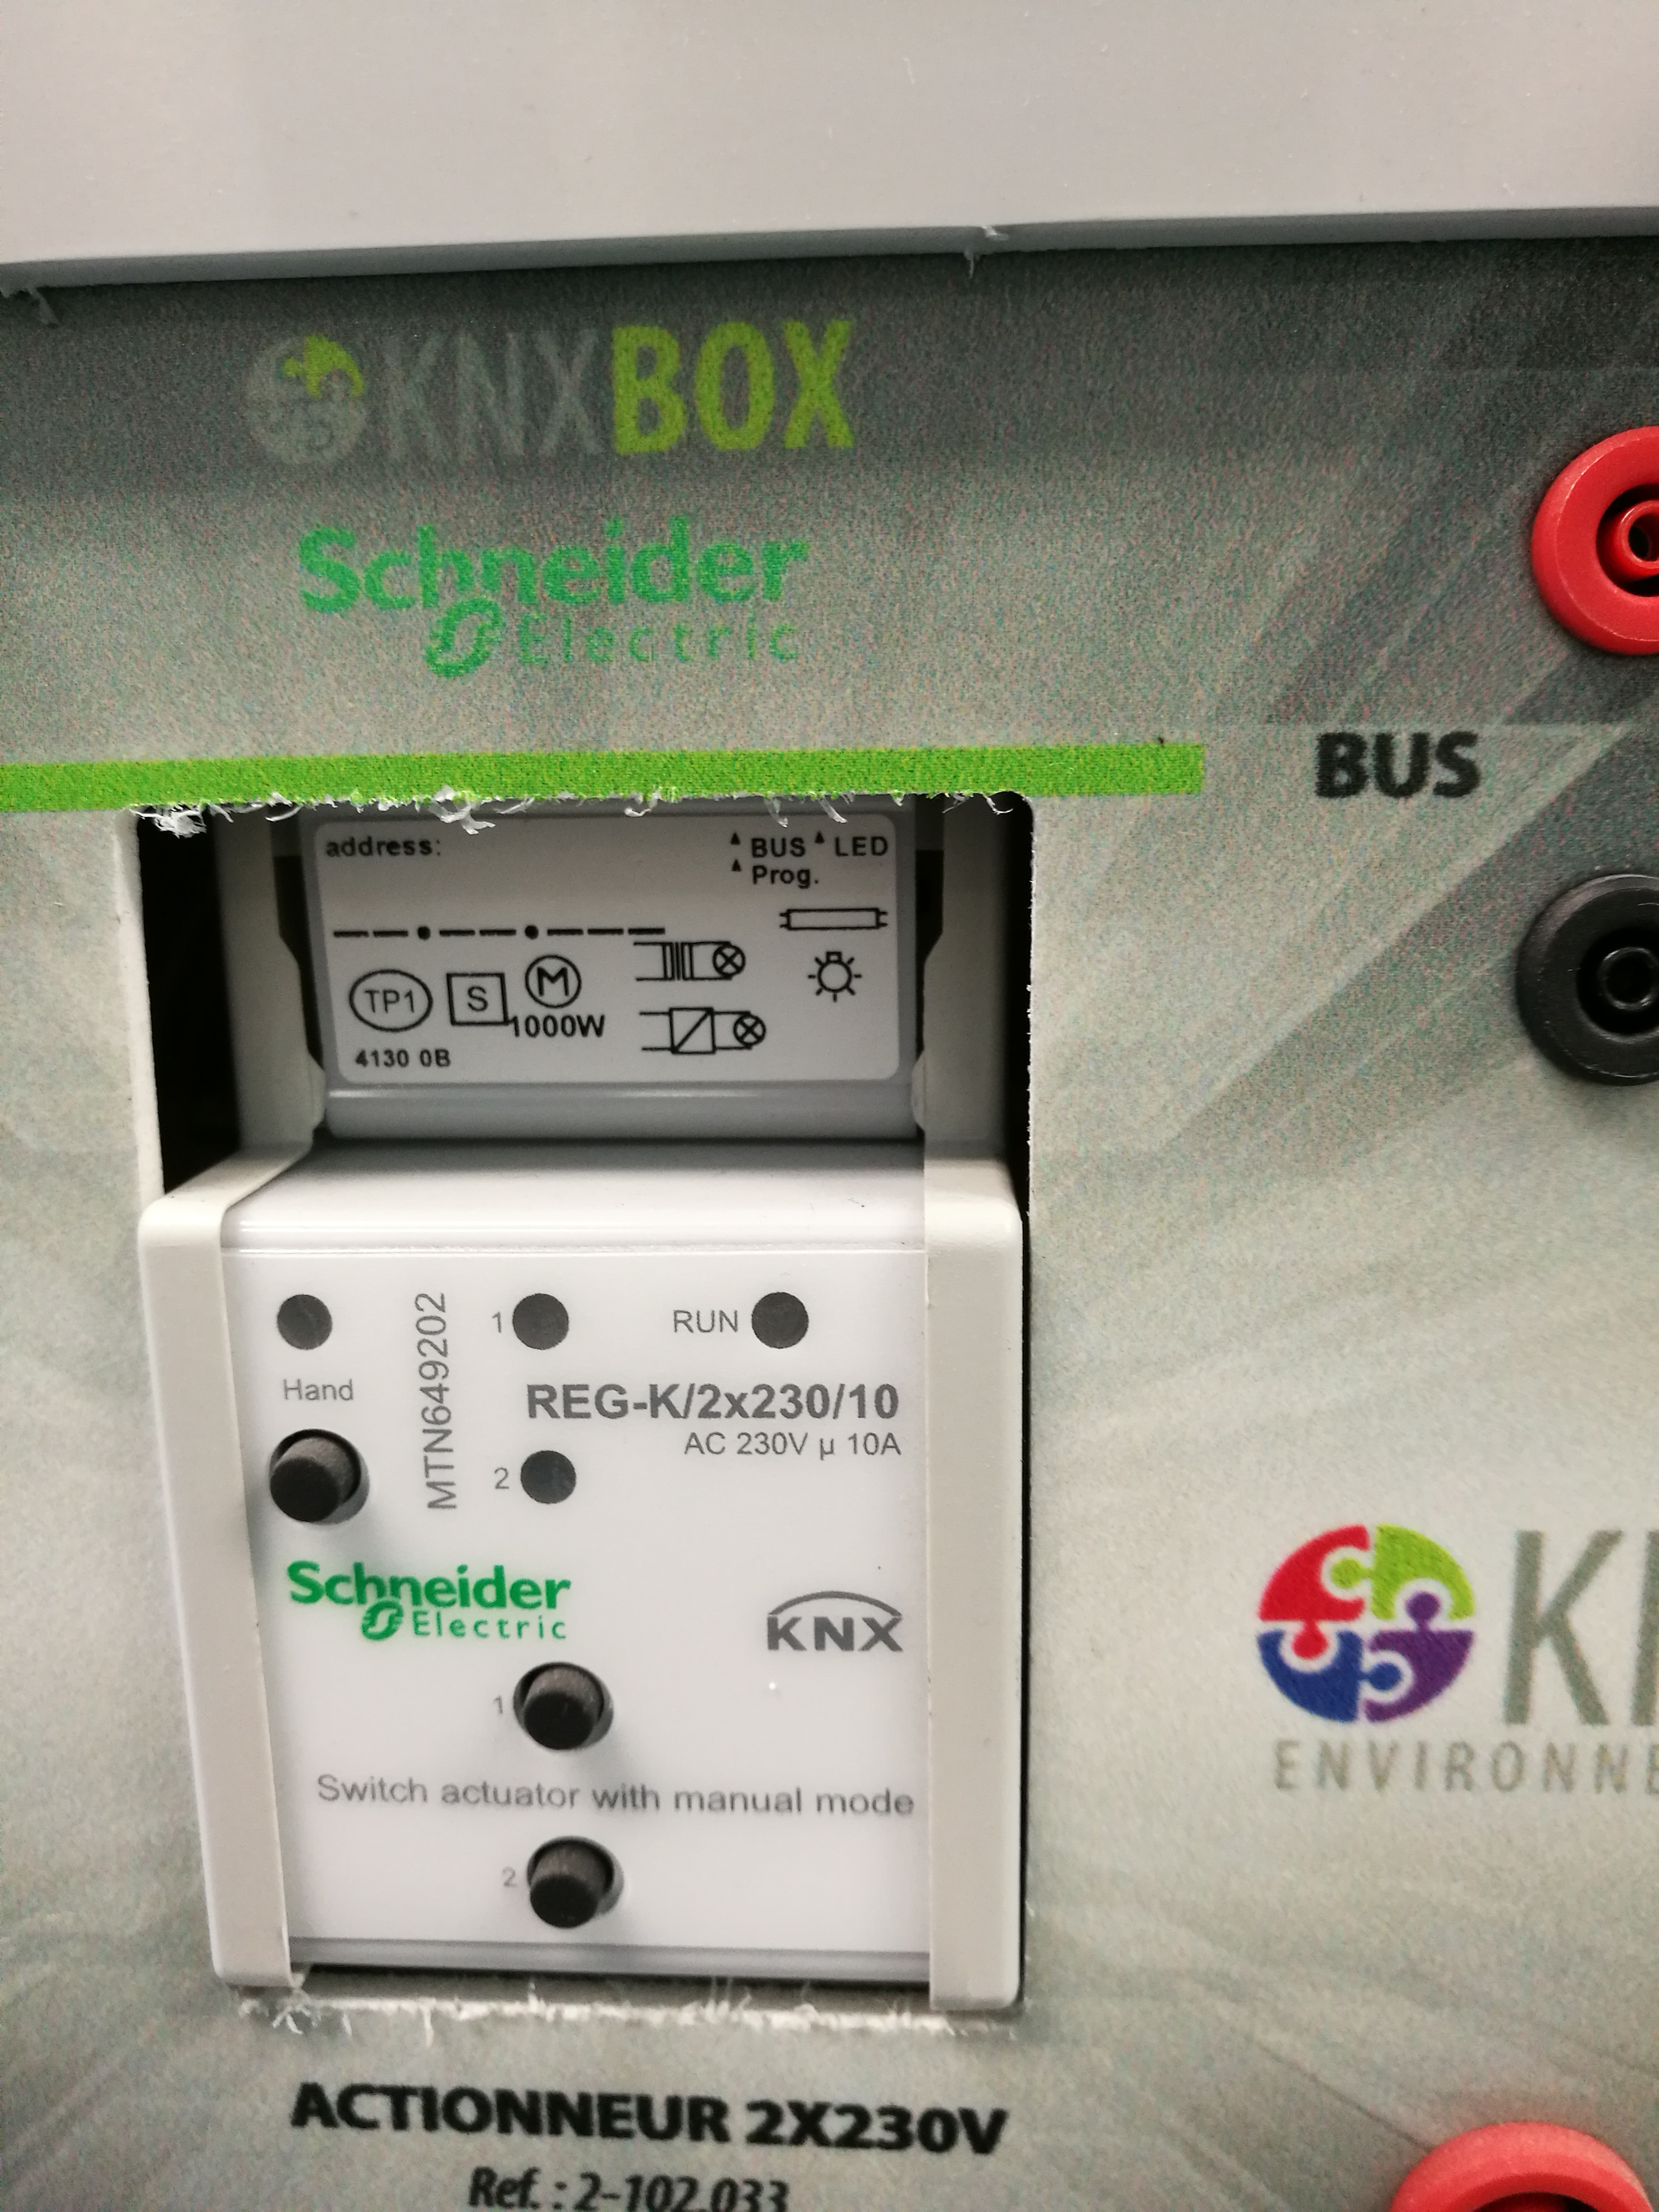 KNXBOX
Schneider
Electric
BUS
address:
BUS LED
Prog.
TP1 S M
1000W
4130 0B
1 RUN
Hand
MTN649202
REG-K/2x230/10
AC 230V µ 10A
2
Schneider
Electric
KNX
1
Switch actuator with manual mode
2
ENVIRONNE
ACTIONNEUR 2X230V
Ref. : 2-102.033